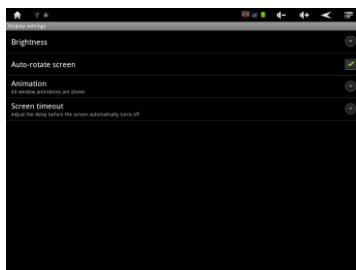 Display settings
Brightness
Auto-rotate screen
Animation
All window animations are shown
Screen timeout
Adjust the delay before the screen automatically turns off